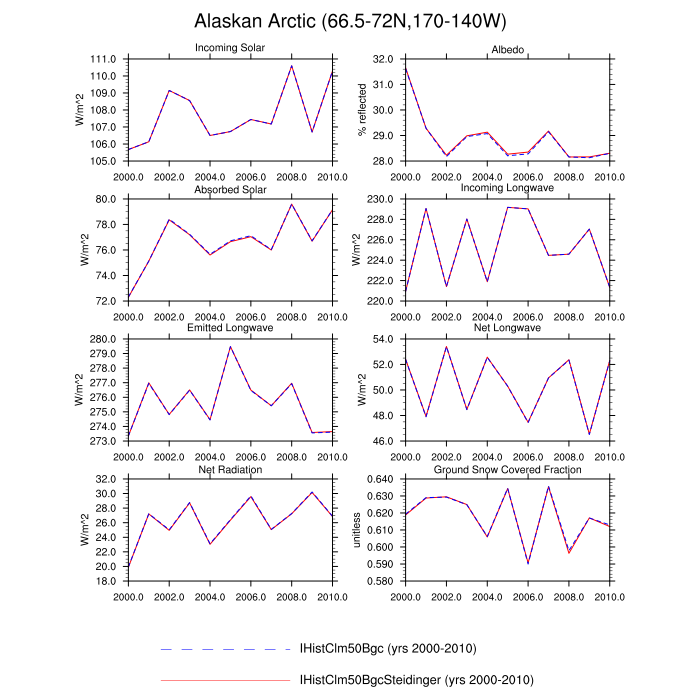 Alaskan Arctic (66.5-72N,170-140W)
Incoming Solar
W/m^2
111.0
110.0
109.0
108.0
107.0
106.0
105.0
2000.0 2002.0 2004.0 2006.0 2008.0 2010.0
Albedo
% reflected
32.0
31.0
30.0
29.0
28.0
2000.0 2002.0 2004.0 2006.0 2008.0 2010.0
Absorbed Solar
W/m^2
80.0
78.0
76.0
74.0
72.0
2000.0 2002.0 2004.0 2006.0 2008.0 2010.0
Incoming Longwave
W/m^2
230.0
228.0
226.0
224.0
222.0
220.0
2000.0 2002.0 2004.0 2006.0 2008.0 2010.0
Emitted Longwave
W/m^2
280.0
279.0
278.0
277.0
276.0
275.0
274.0
273.0
2000.0 2002.0 2004.0 2006.0 2008.0 2010.0
Net Longwave
W/m^2
54.0
52.0
50.0
48.0
46.0
2000.0 2002.0 2004.0 2006.0 2008.0 2010.0
Net Radiation
W/m^2
32.0
30.0
28.0
26.0
24.0
22.0
20.0
18.0
2000.0 2002.0 2004.0 2006.0 2008.0 2010.0
Ground Snow Covered Fraction
unitless
0.640
0.630
0.620
0.610
0.600
0.590
0.580
2000.0 2002.0 2004.0 2006.0 2008.0 2010.0
IHistClm50Bgc (yrs 2000-2010)
IHistClm50BgcSteidinger (yrs 2000-2010)